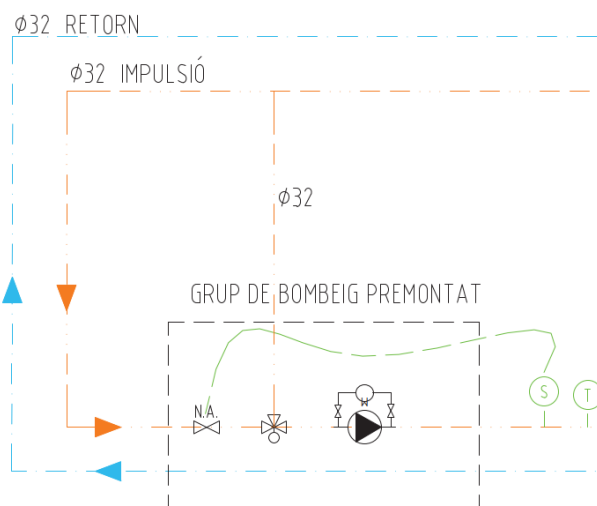 ø32 RETORN
ø32 IMPULSIÓ
ø32
GRUP DE BOMBEIG PREMONTAT
N.A.
S
T